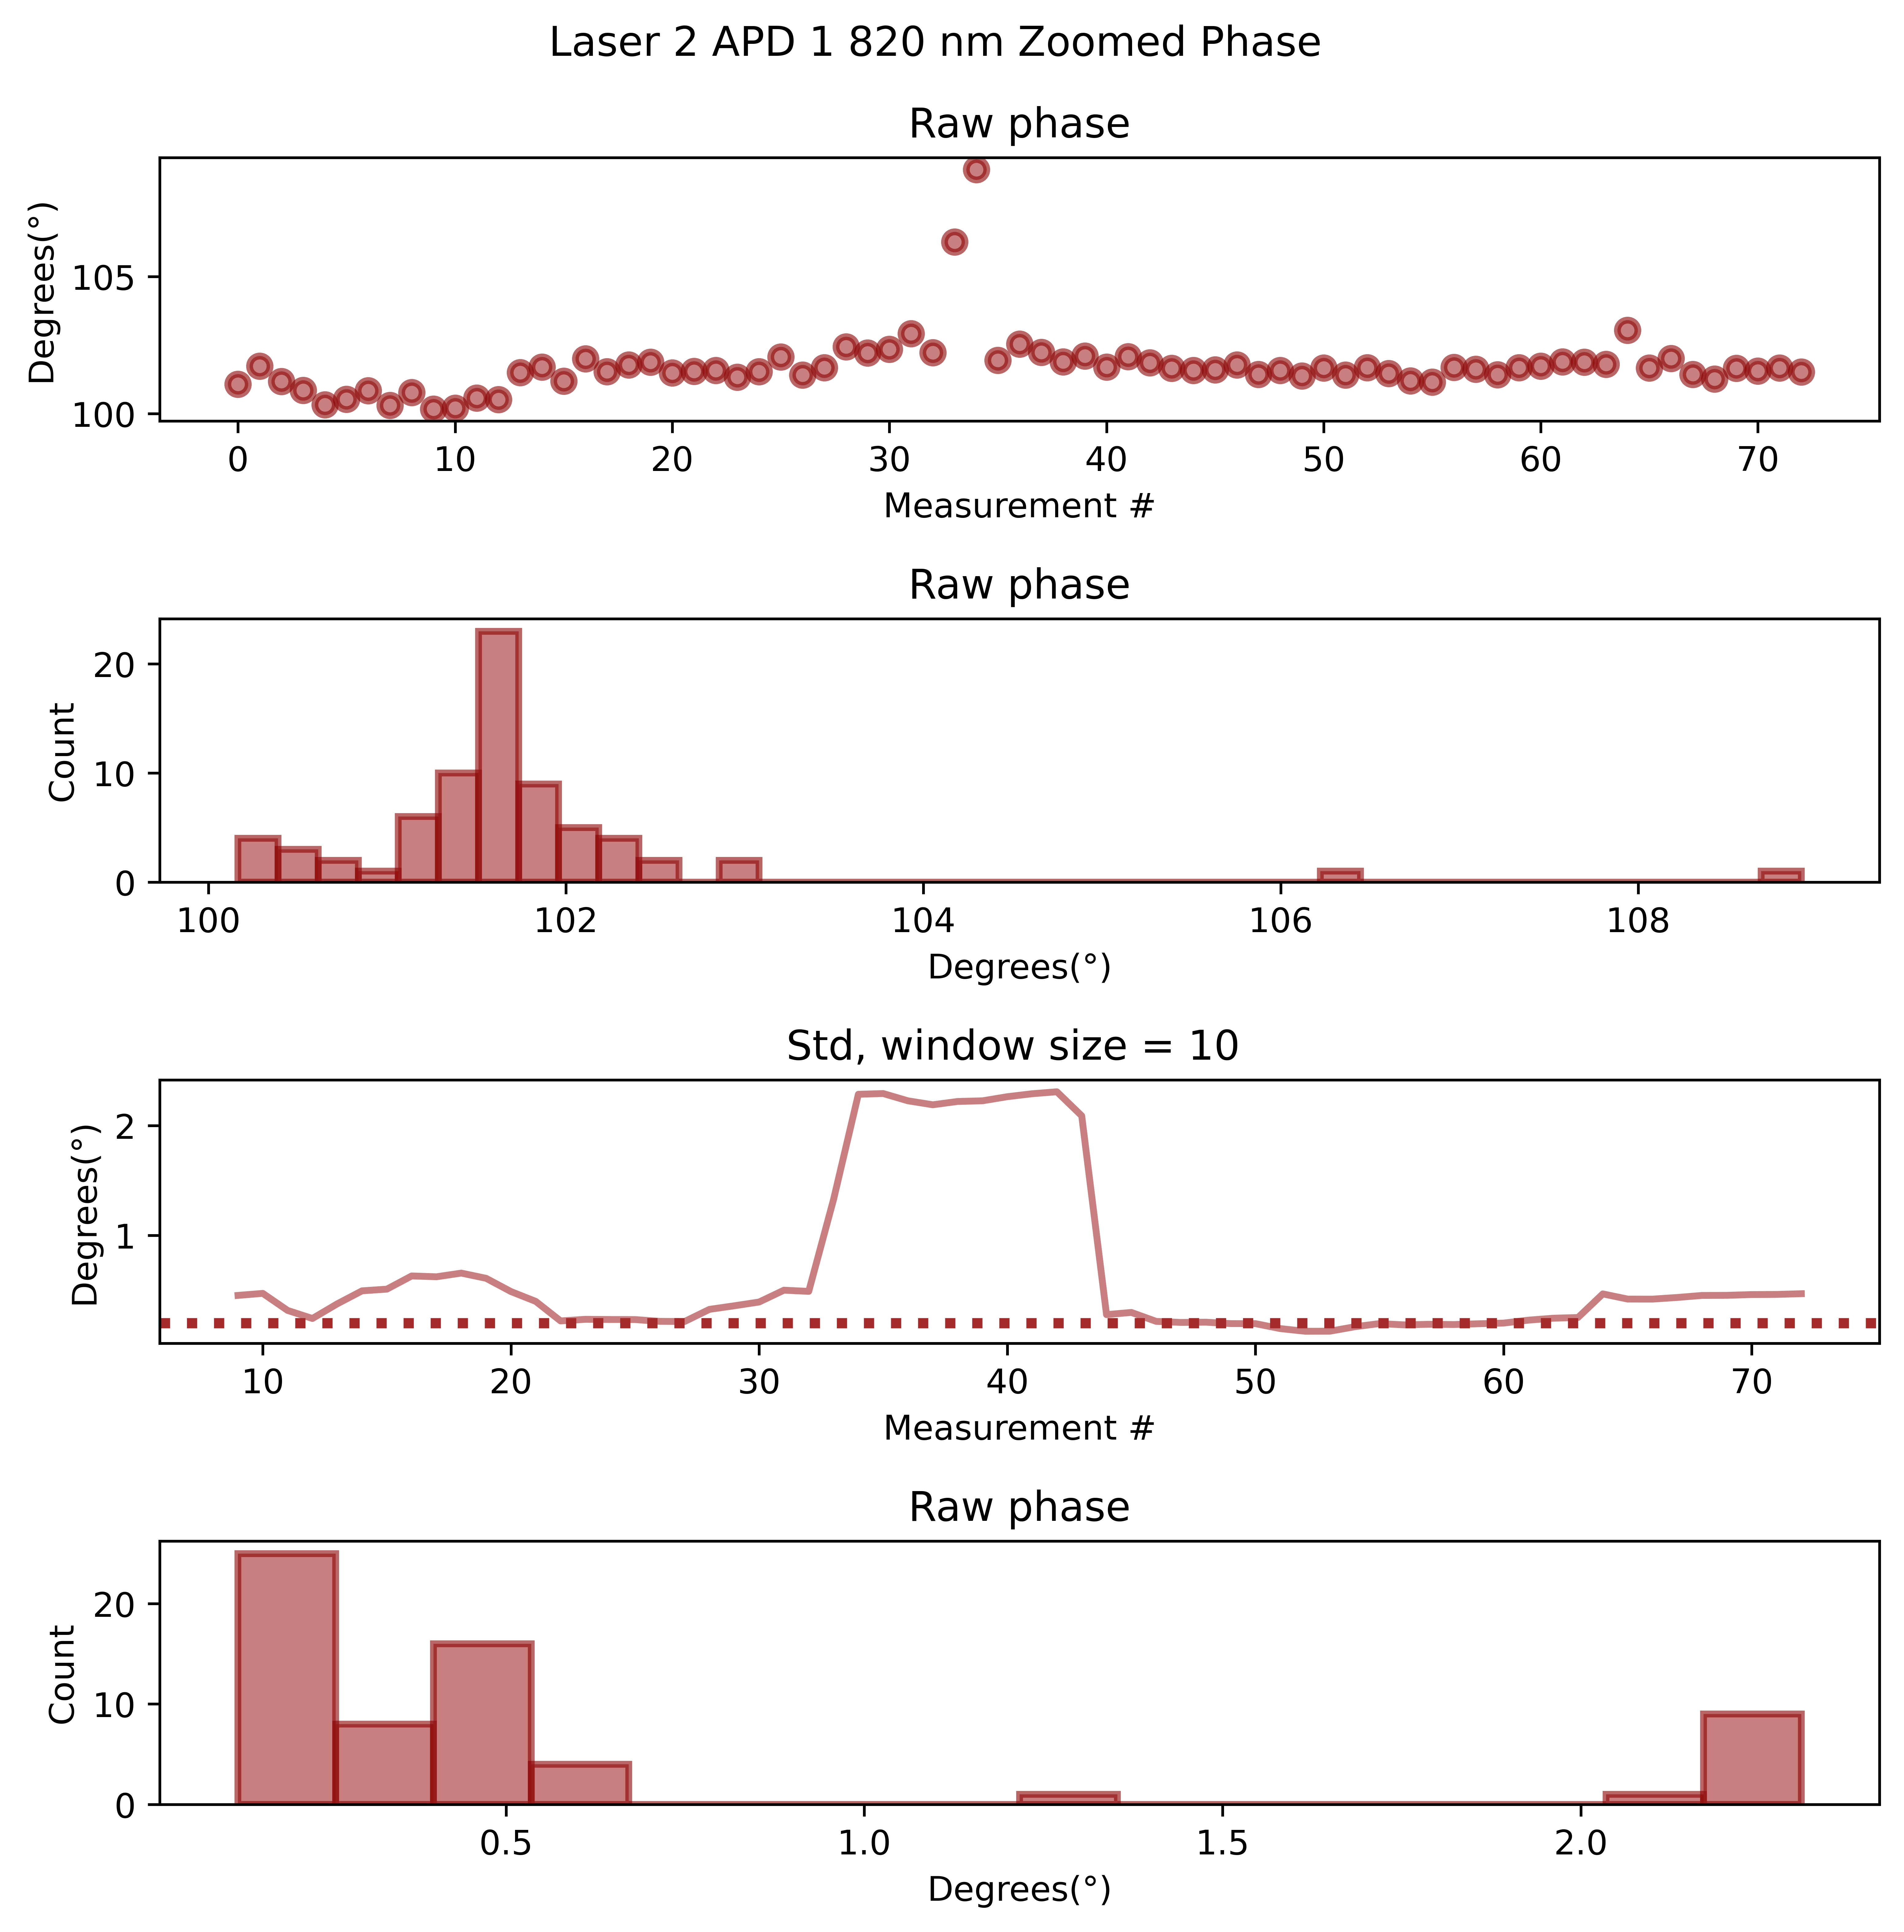 Laser 2 APD 1 820 nm Zoomed Phase
Raw phase
Degrees(°)
105
100
0 10 20 30 40 50 60 70
Measurement #
Raw phase
Count
20
10
0
100 102 104 106 108
Degrees(°)
Std, window size = 10
Degrees(°)
2
1
10 20 30 40 50 60 70
Measurement #
Raw phase
Count
20
10
0
0.5 1.0 1.5 2.0
Degrees(°)